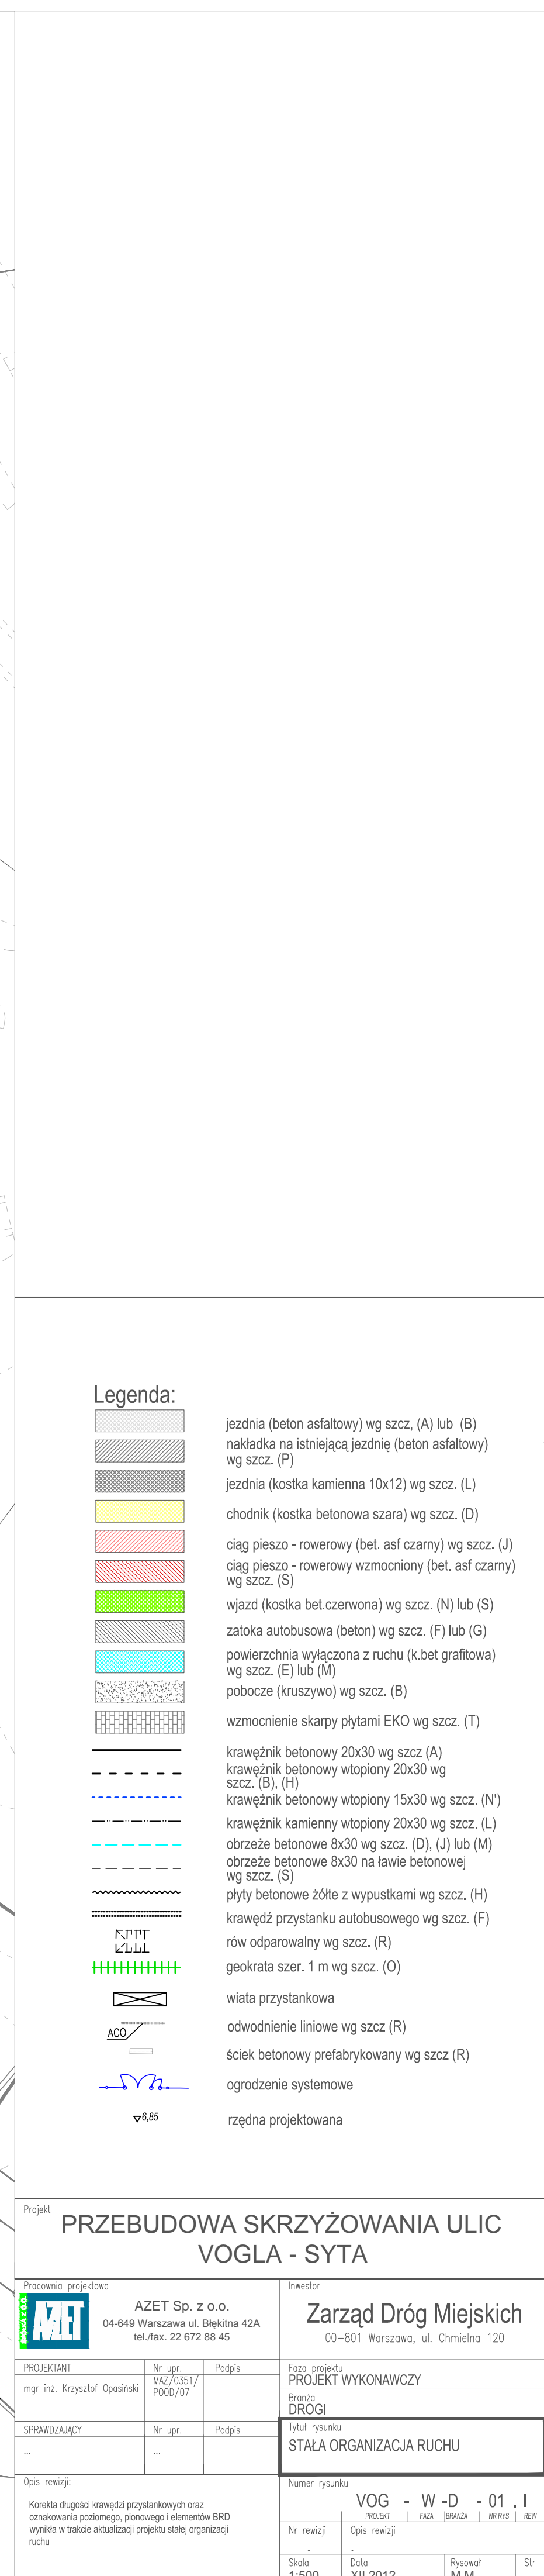 Legenda:
jezdnia (beton asfaltowy) wg szcz, (A) lub (B)
nakładka na istniejącą jezdnię (beton asfaltowy)
wg szcz. (P)
jezdnia (kostka kamienna 10x12) wg szcz. (L)
chodnik (kostka betonowa szara) wg szcz. (D)
ciąg pieszo - rowerowy (bet. asf czarny) wg szcz. (J)
ciąg pieszo - rowerowy wzmocniony (bet. asf czarny)
wg szcz. (S)
wjazd (kostka bet.czerwona) wg szcz. (N) lub (S)
zatoka autobusowa (beton) wg szcz. (F) lub (G)
powierzchnia wyłączona z ruchu (k.bet grafitowa)
wg szcz. (E) lub (M)
pobocze (kruszywo) wg szcz. (B)
wzmocnienie skarpy płytami EKO wg szcz. (T)
krawężnik betonowy 20x30 wg szcz (A)
krawężnik betonowy wtopiony 20x30 wg
szcz. (B), (H)
krawężnik betonowy wtopiony 15x30 wg szcz. (N')
krawężnik kamienny wtopiony 20x30 wg szcz. (L)
obrzeże betonowe 8x30 wg szcz. (D), (J) lub (M)
obrzeże betonowe 8x30 na ławie betonowej
wg szcz. (S)
płyty betonowe żółte z wypustkami wg szcz. (H)
krawędź przystanku autobusowego wg szcz. (F)
rów odparowalny wg szcz. (R)
geokrata szer. 1 m wg szcz. (O)
wiata przystankowa
ACO odwodnienie liniowe wg szcz (R)
ściek betonowy prefabrykowany wg szcz (R)
ogrodzenie systemowe
6,85 rzędna projektowana
Projekt
PRZEBUDOWA SKRZYŻOWANIA ULIC
VOGLA - SYTA
Pracownia projektowa
AZET
AZET Sp. z o.o.
04-649 Warszawa ul. Błękitna 42A
tel./fax. 22 672 88 45
Inwestor
Zarząd Dróg Miejskich
00-801 Warszawa, ul. Chmielna 120
PROJEKTANT Nr upr. Podpis
mgr inż. Krzysztof Opasiński MAZ/0351/
POOD/07
SPRAWDZAJĄCY Nr upr. Podpis
... ...
Faza projektu
PROJEKT WYKONAWCZY
Branża
DROGI
Tytuł rysunku
STAŁA ORGANIZACJA RUCHU
Opis rewizji:
Korekta długości krawędzi przystankowych oraz
oznakowania poziomego, pionowego i elementów BRD
wynikła w trakcie aktualizacji projektu stałej organizacji
ruchu
Numer rysunku
VOG - W - D - 01 . I
PROJEKT FAZA BRANŻA NR RYS REW
Nr rewizji Opis rewizji
. .
Skala Data Rysował Str
1:500 XII.2012 M.M.